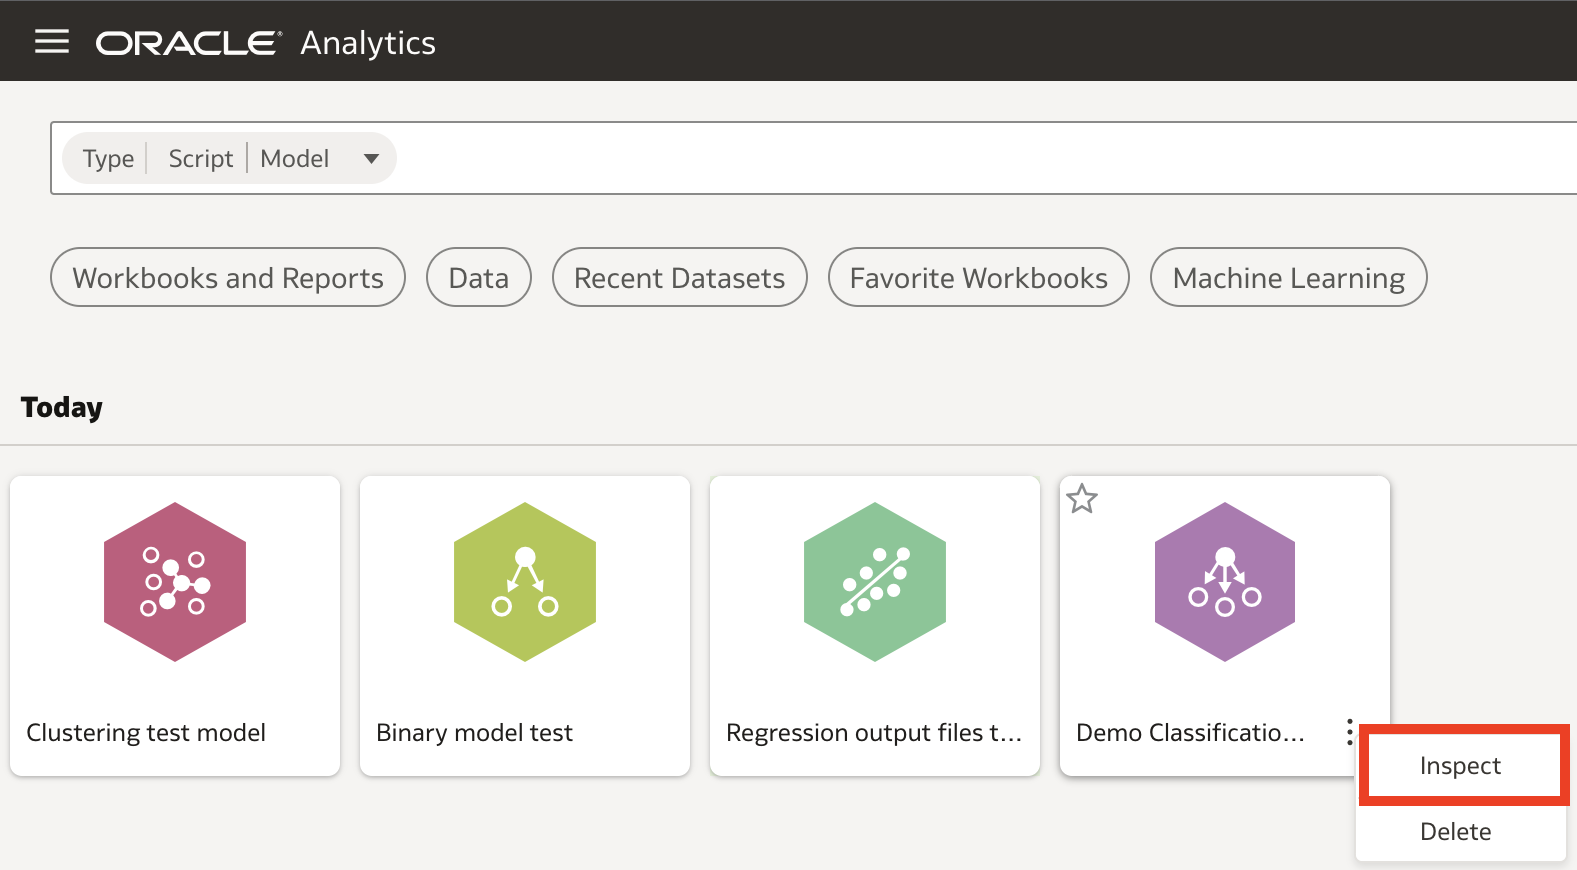 ORACLE Analytics
Type Script Model
Workbooks and Reports Data Recent Datasets Favorite Workbooks Machine Learning
Today
Clustering test model Binary model test Regression output files t... Demo Classificatio...
Inspect
Delete